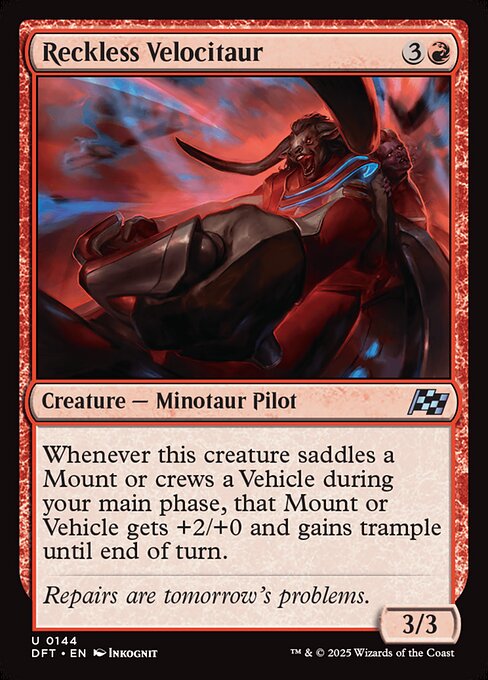 Reckless Velocitaur 3
Creature — Minotaur Pilot
Whenever this creature saddles a
Mount or crews a Vehicle during
your main phase, that Mount or
Vehicle gets +2/+0 and gains trample
until end of turn.
Repairs are tomorrow's problems.
3/3
U 0144
DFT • EN Inkognit
™ & © 2025 Wizards of the Coast